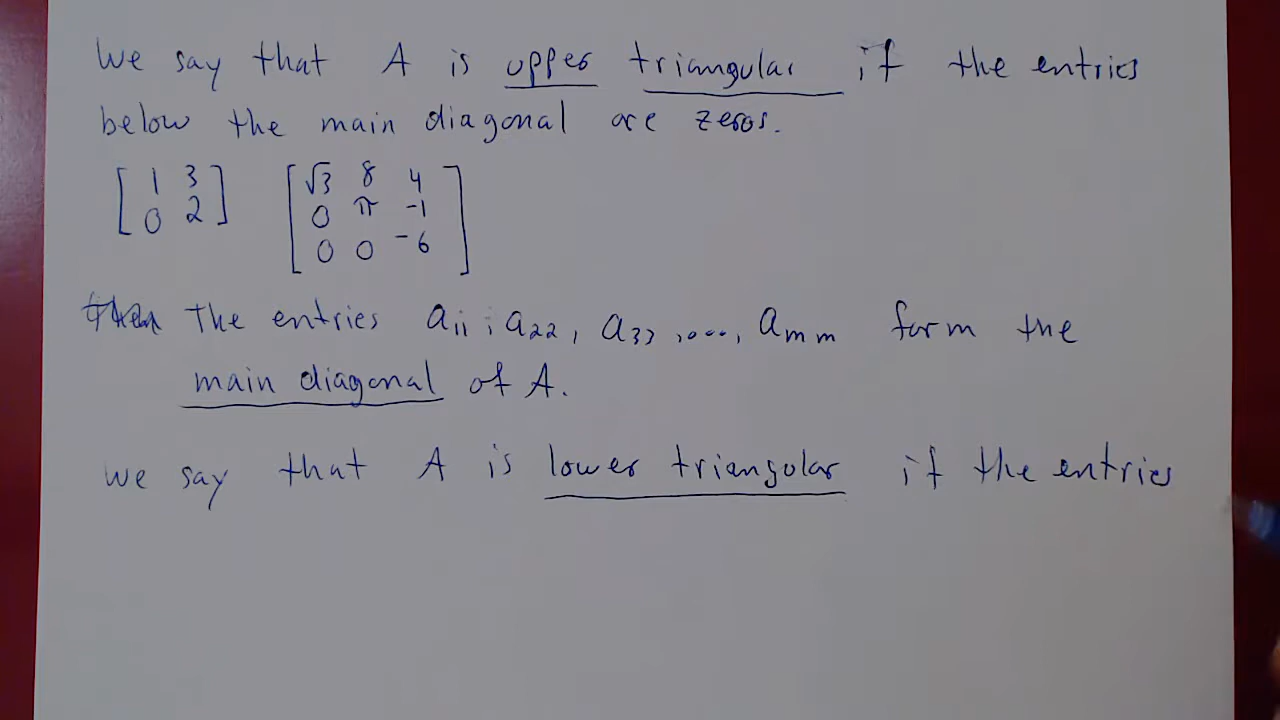 We say that A is upper triangular if the entries
below the main diagonal are zeros.
[1 3] [√3 8 4]
[0 2] [0 π -1]
[0 0 -6]
The entries a11, a22, a33, ..., amm form the
main diagonal of A.
we say that A is lower triangular if the entries